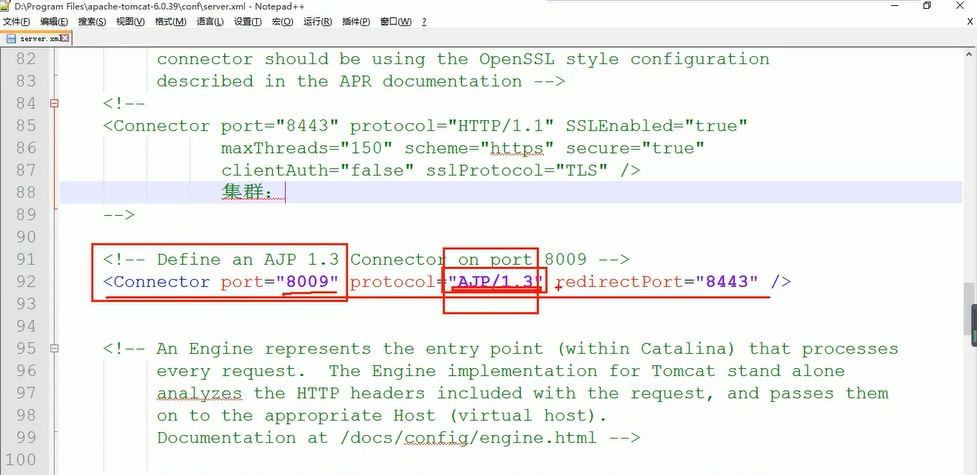 D:\Program Files\apache-tomcat-6.0.39\conf\server.xml - Notepad++
文件(F) 编辑(E) 搜索(S) 视图(V) 格式(M) 语言(L) 设置(T) 宏(O) 运行(R) 插件(P) 窗口(W) ? X
server.xml
82 connector should be using the OpenSSL style configuration
83 described in the APR documentation -->
84 <!--
85 <Connector port="8443" protocol="HTTP/1.1" SSLEnabled="true"
86 maxThreads="150" scheme="https" secure="true"
87 clientAuth="false" sslProtocol="TLS" />
88 集群：
89 -->
90
91 <!-- Define an AJP 1.3 Connector on port 8009 -->
92 <Connector port="8009" protocol="AJP/1.3" redirectPort="8443" />
93
94
95 <!-- An Engine represents the entry point (within Catalina) that processes
96 every request. The Engine implementation for Tomcat stand alone
97 analyzes the HTTP headers included with the request, and passes them
98 on to the appropriate Host (virtual host).
99 Documentation at /docs/config/engine.html -->
100